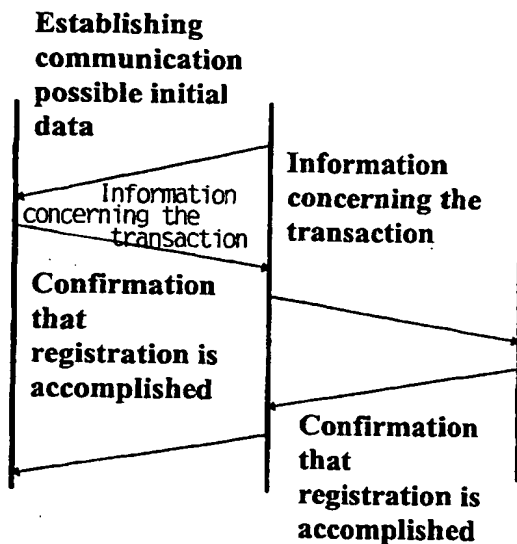 Establishing
communication
possible initial
data
Information
concerning the
transaction
Information
concerning the
transaction
Confirmation
that
registration is
accomplished
Confirmation
that
registration is
accomplished